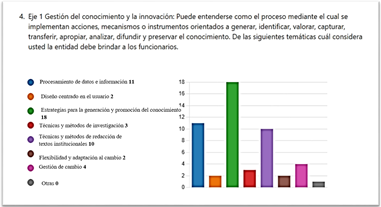 4. Eje 1 Gestión del conocimiento y la innovación: Puede entenderse como el proceso mediante el cual se
implementan acciones, mecanismos o instrumentos orientados a generar, identificar, valorar, capturar,
transferir, apropiar, analizar, difundir y preservar el conocimiento. De las siguientes temáticas cuál considera
usted la entidad debe brindar a los funcionarios.
Procesamiento de datos e información 11
Diseño centrado en el usuario 2
Estrategias para la generación y promoción del conocimiento
18
Técnicas y métodos de investigación 3
Técnicas y métodos de redacción de
textos institucionales 10
Flexibilidad y adaptación al cambio 2
Gestión de cambio 4
Otras 0
18
16
14
12
10
8
6
4
2
0